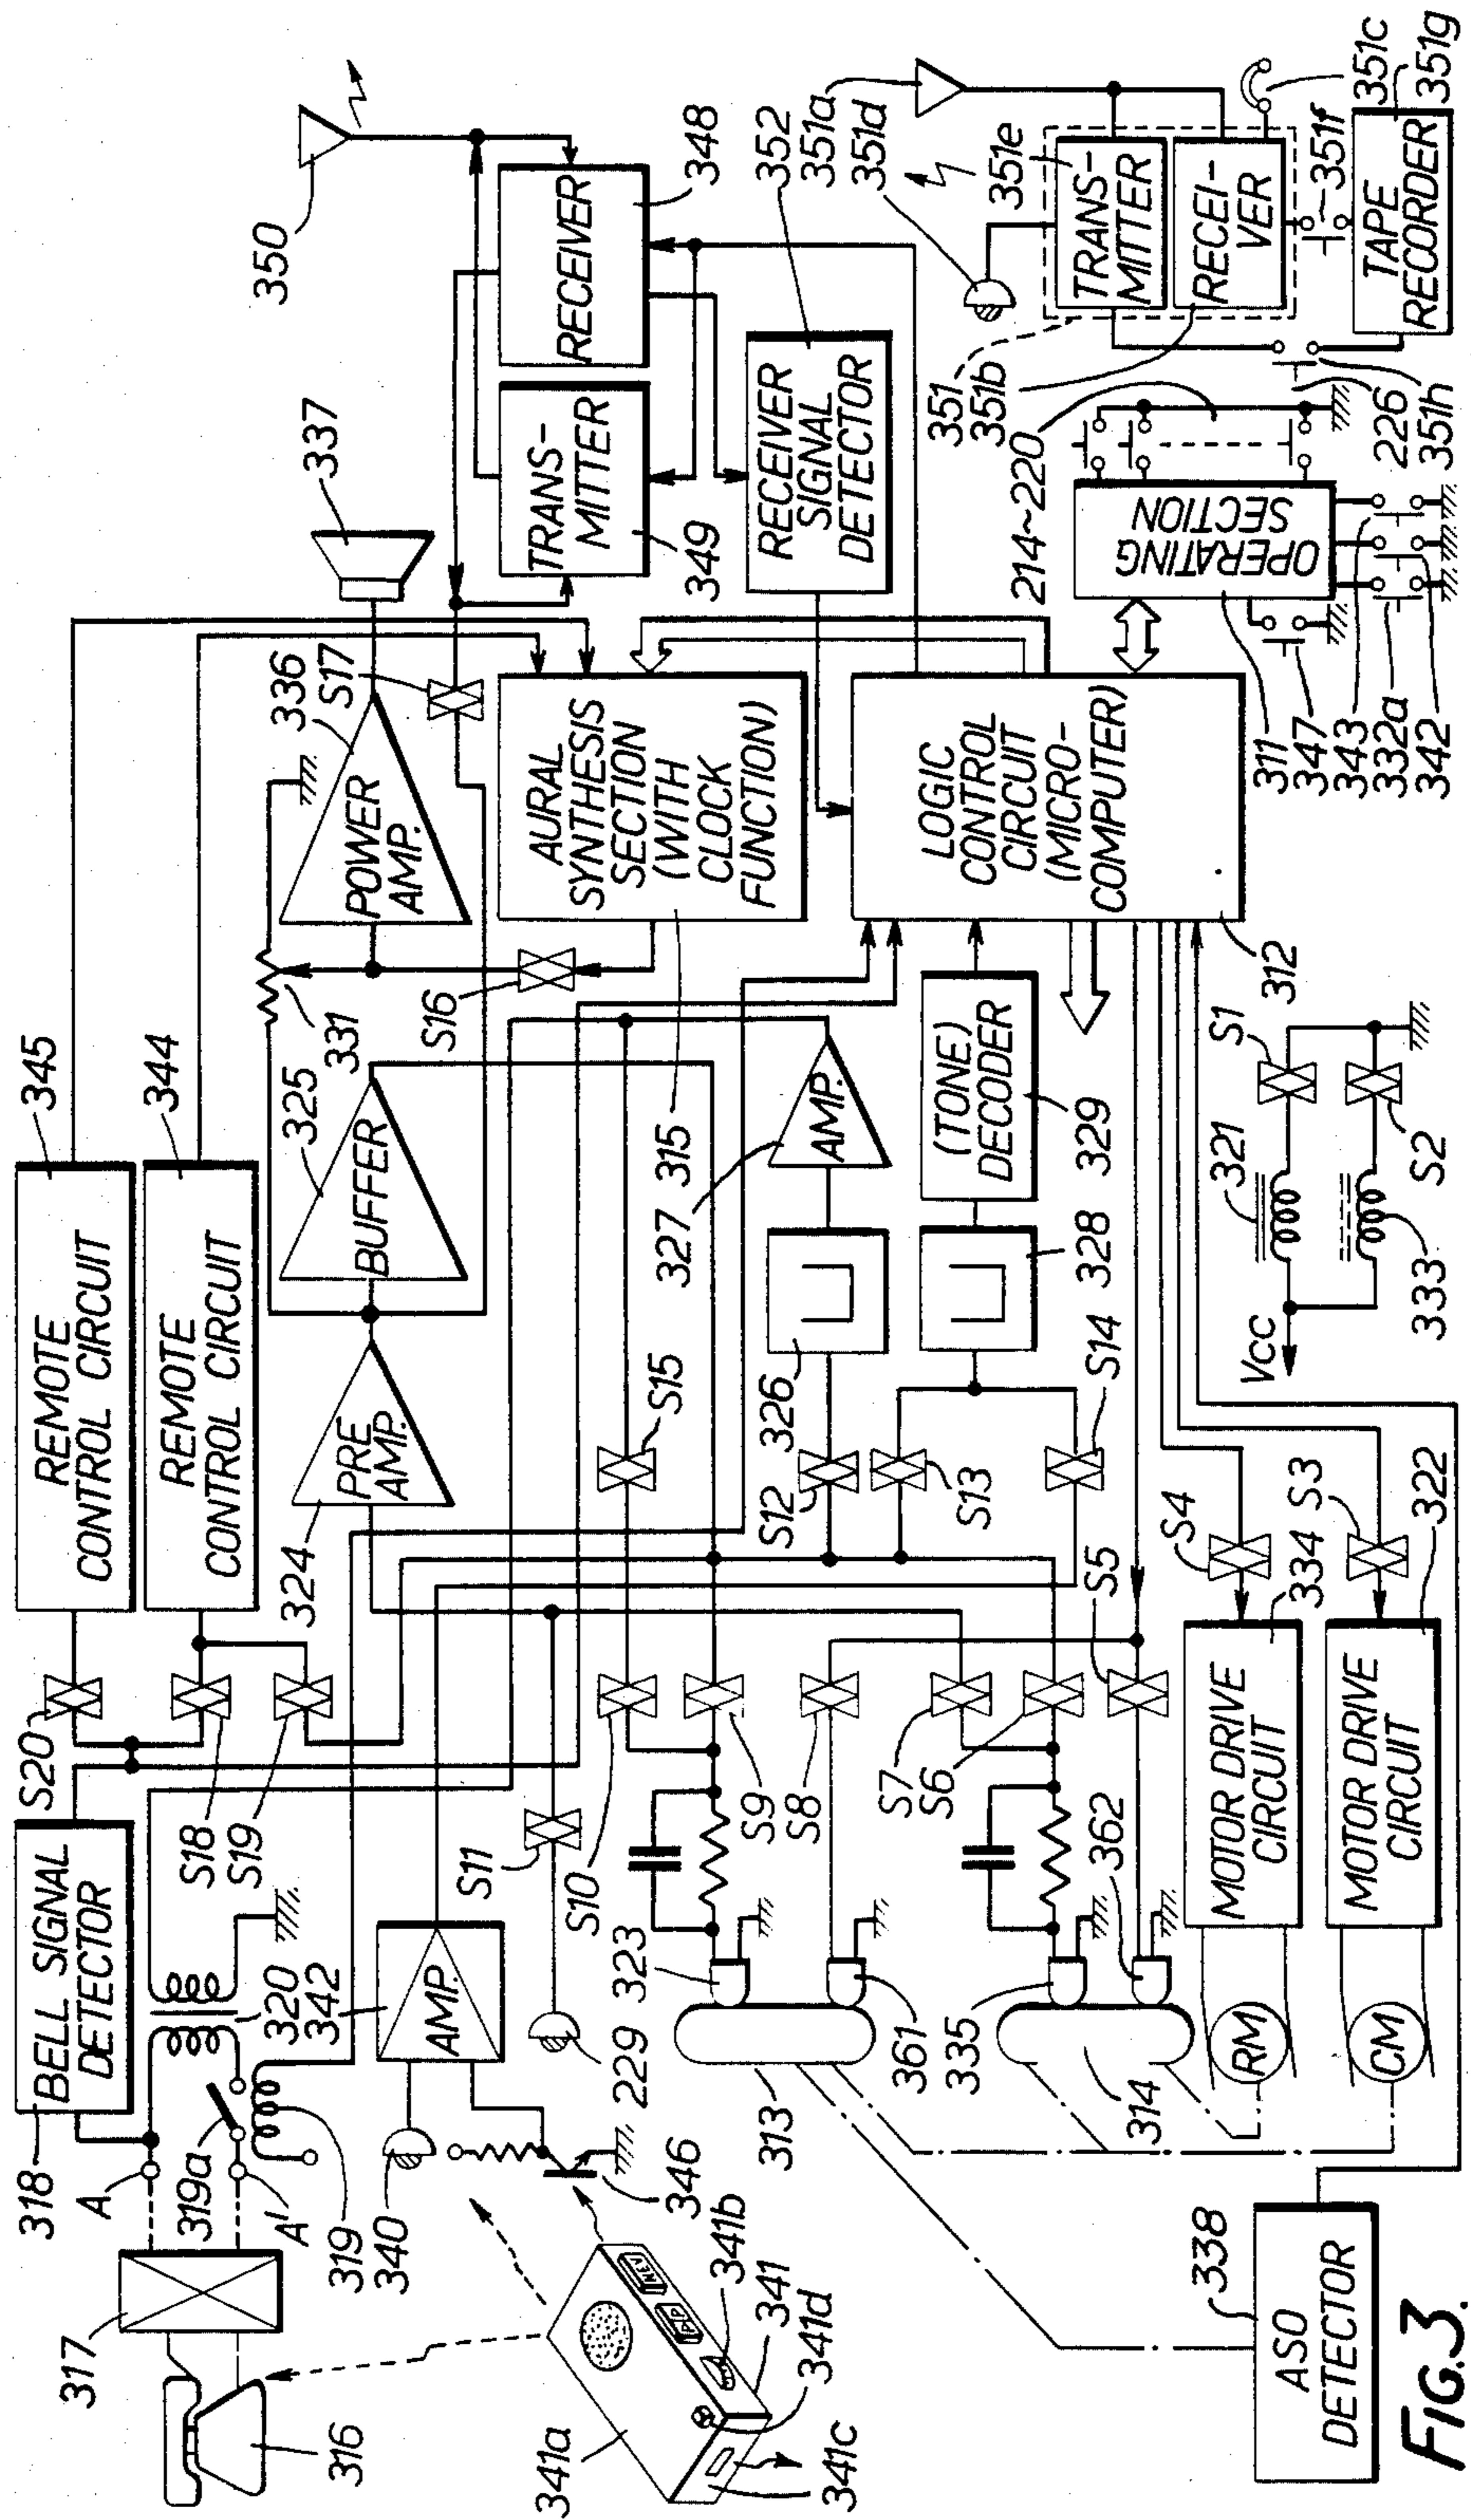 345
344
REMOTE
CONTROL CIRCUIT
REMOTE
CONTROL CIRCUIT
S20
S18
S19
BELL SIGNAL
DETECTOR
318
A
319a
A'
319
320
317
316
350
337
336
S17
POWER
AMP.
331
325
BUFFER
PRE
AMP.
324
S16
RECEIVER
348
TRANS-
MITTER
349
RECEIVER
SIGNAL
DETECTOR
352
AURAL
SYNTHESIS
SECTION
(WITH
CLOCK
FUNCTION)
315
LOGIC
CONTROL
CIRCUIT
(MICRO-
COMPUTER)
312
351a
351d
351e
TRANS-
MITTER
RECEI-
VER
351c
351f
TAPE
RECORDER
351g
351
351b
214~220
226
351h
OPERATING
SECTION
311
347
343
332a
342
AMP.
327
326
(TONE)
DECODER
329
328
S15
S12
S13
S14
S1
321
S2
333
Vcc
S11
342
AMP.
340
229
346
S10
S9
S8
323
361
313
S7
S6
S5
362
335
314
S4
334
S3
322
MOTOR DRIVE
CIRCUIT
MOTOR DRIVE
CIRCUIT
RM
CM
341a
341b
341
341d
341c
338
ASO
DETECTOR
FIG.3.